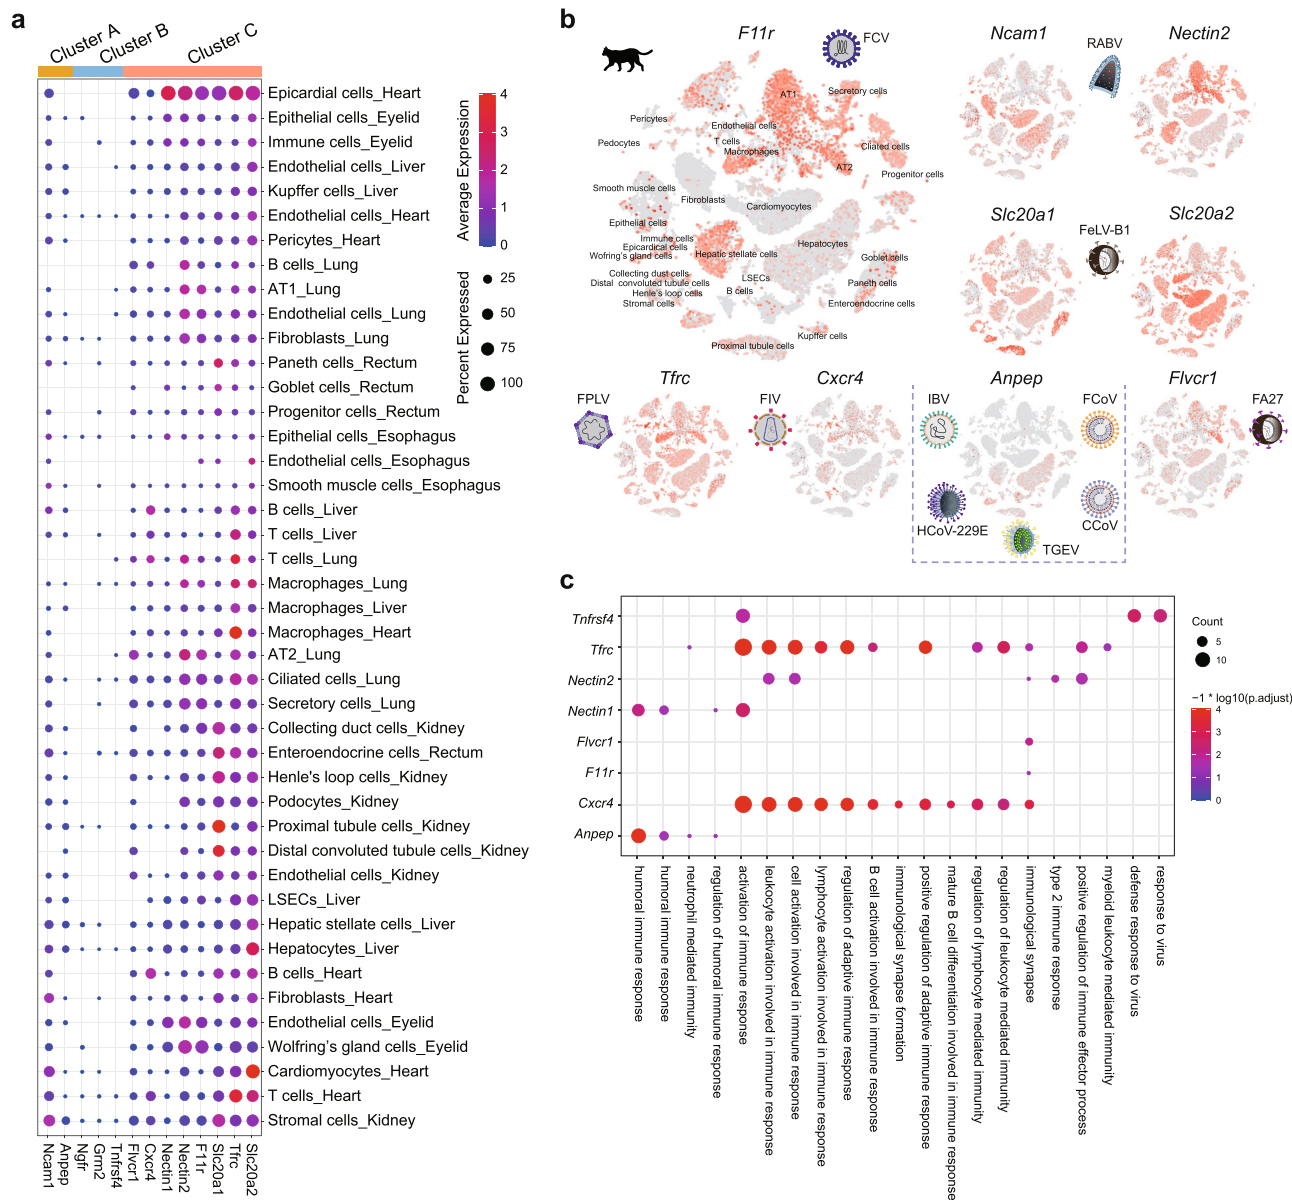 a
Cluster A
Cluster B
Cluster C
Epicardial cells_Heart
Epithelial cells_Eyelid
Immune cells_Eyelid
Endothelial cells_Liver
Kupffer cells_Liver
Endothelial cells_Heart
Pericytes_Heart
B cells_Lung
AT1_Lung
Endothelial cells_Lung
Fibroblasts_Lung
Paneth cells_Rectum
Goblet cells_Rectum
Progenitor cells_Rectum
Epithelial cells_Esophagus
Endothelial cells_Esophagus
Smooth muscle cells_Esophagus
B cells_Liver
T cells_Liver
T cells_Lung
Macrophages_Lung
Macrophages_Liver
Macrophages_Heart
AT2_Lung
Ciliated cells_Lung
Secretory cells_Lung
Collecting duct cells_Kidney
Enteroendocrine cells_Rectum
Henle's loop cells_Kidney
Podocytes_Kidney
Proximal tubule cells_Kidney
Distal convoluted tubule cells_Kidney
Endothelial cells_Kidney
LSECs_Liver
Hepatic stellate cells_Liver
Hepatocytes_Liver
B cells_Heart
Fibroblasts_Heart
Endothelial cells_Eyelid
Wolfring's gland cells_Eyelid
Cardiomyocytes_Heart
T cells_Heart
Stromal cells_Kidney
Ncam1
Anpep
Ngfr
Grm2
Tnfrsf4
Flvcr1
Cxcr4
Nectin1
Nectin2
F11r
Slc20a1
Tfrc
Slc20a2
Average Expression
4
3
2
1
0
Percent Expressed
25
50
75
100
b
F11r
FCV
AT1
Secretory cells
Pericytes
Endothelial cells
Pedocytes
T cells
Macrophages
Cliated cells
AT2
Progenitor cells
Smooth muscle cells
Fibroblasts
Cardiomyocytes
Epithelial cells
Immune cells
Epicardical cells
Wofring's gland cells
Hepatic stellate cells
Hepatocytes
Goblet cells
Collecting dust cells
Distal convoluted tubule cells
LSECs
Paneth cells
Henle's loop cells
B cells
Stromal cells
Enteroendocrine cells
Kupffer cells
Proximal tubule cells
Ncam1
RABV
Nectin2
Slc20a1
FeLV-B1
Slc20a2
Tfrc
FPLV
Cxcr4
FIV
Anpep
IBV
FCoV
HCoV-229E
CCoV
TGEV
Flvcr1
FA27
c
Tnfrsf4
Tfrc
Nectin2
Nectin1
Flvcr1
F11r
Cxcr4
Anpep
humoral immune response
humoral immune response
neutrophil mediated immunity
regulation of humoral immune response
activation of immune response
leukocyte activation involved in immune response
cell activation involved in immune response
lymphocyte activation involved in immune response
regulation of adaptive immune response
B cell activation involved in immune response
immunological synapse formation
positive regulation of adaptive immune response
mature B cell differentiation involved in immune response
regulation of lymphocyte mediated immunity
regulation of leukocyte mediated immunity
immunological synapse
type 2 immune response
positive regulation of immune effector process
myeloid leukocyte mediated immunity
defense response to virus
response to virus
Count
5
10
−1 * log10(p.adjust)
4
3
2
1
0